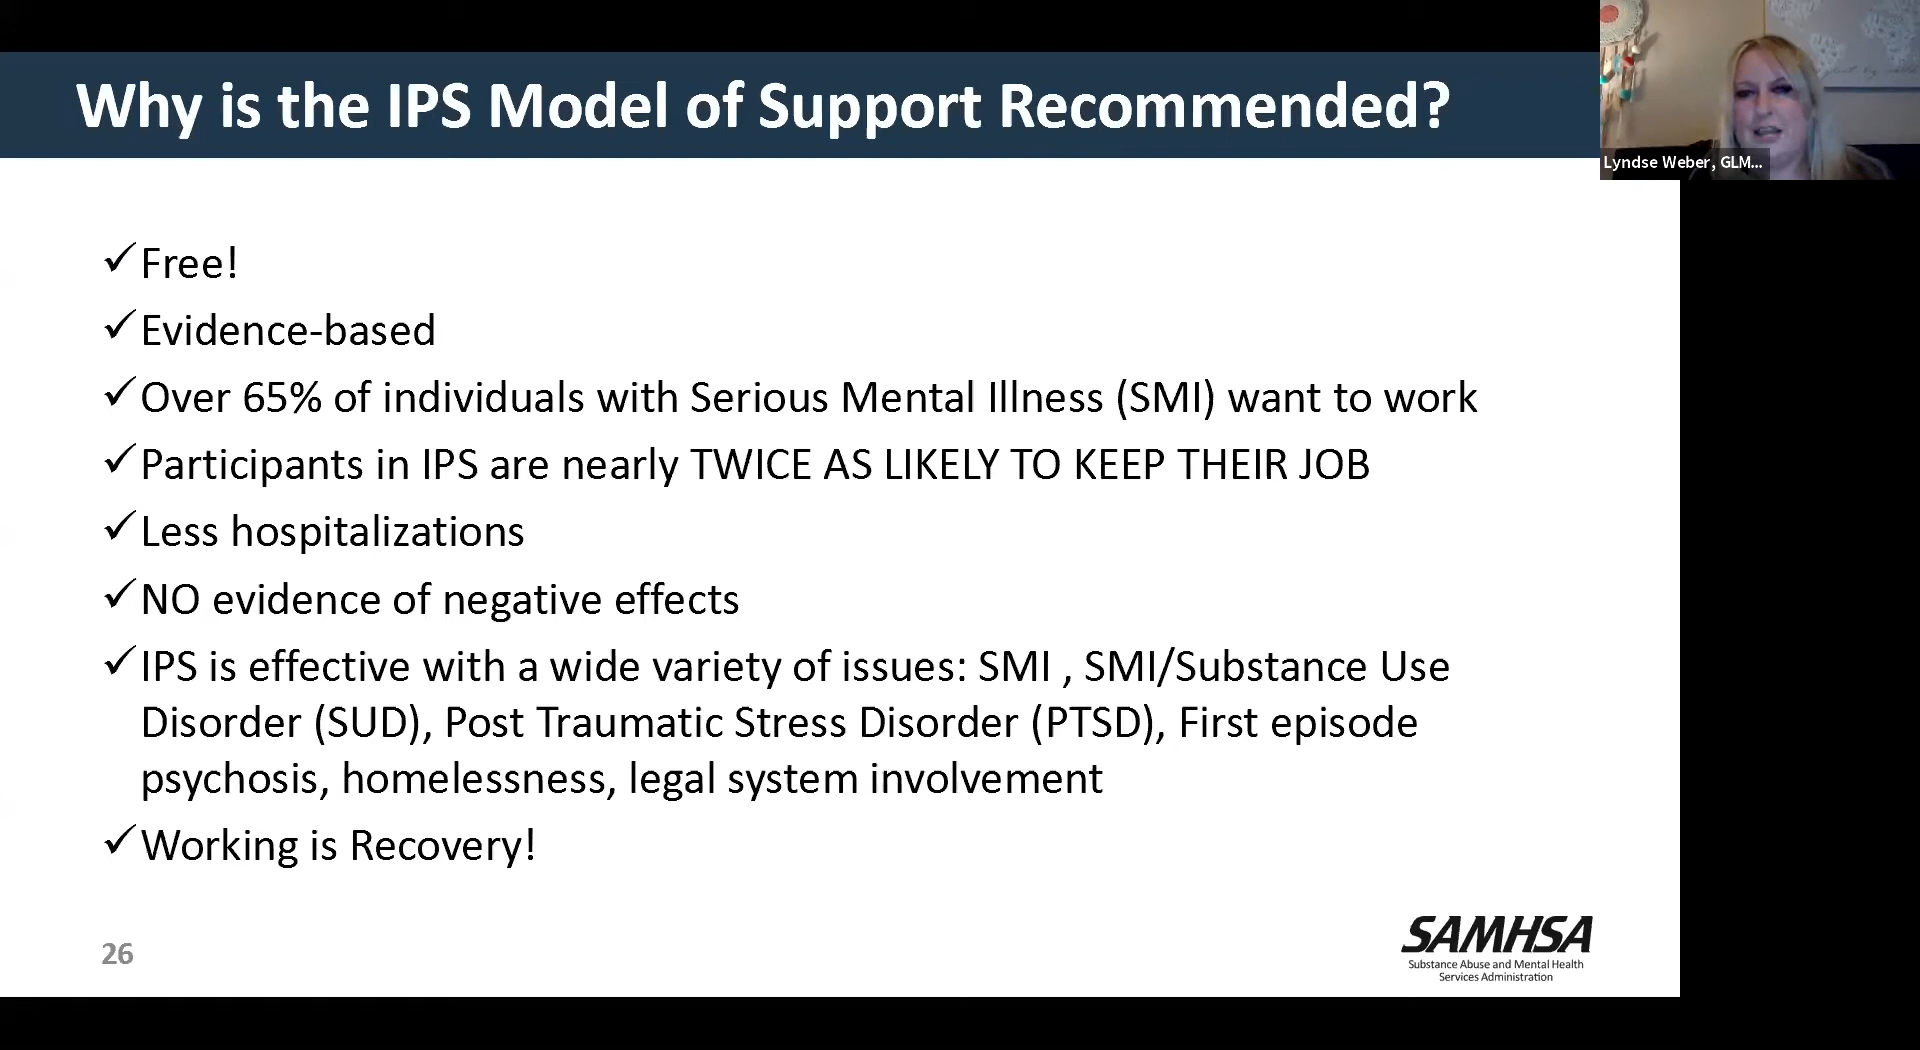 Why is the IPS Model of Support Recommended?
Lyndse Weber, GLM...
✓Free!
✓Evidence-based
✓Over 65% of individuals with Serious Mental Illness (SMI) want to work
✓Participants in IPS are nearly TWICE AS LIKELY TO KEEP THEIR JOB
✓Less hospitalizations
✓NO evidence of negative effects
✓IPS is effective with a wide variety of issues: SMI , SMI/Substance Use
Disorder (SUD), Post Traumatic Stress Disorder (PTSD), First episode
psychosis, homelessness, legal system involvement
✓Working is Recovery!
26
SAMHSA
Substance Abuse and Mental Health
Services Administration